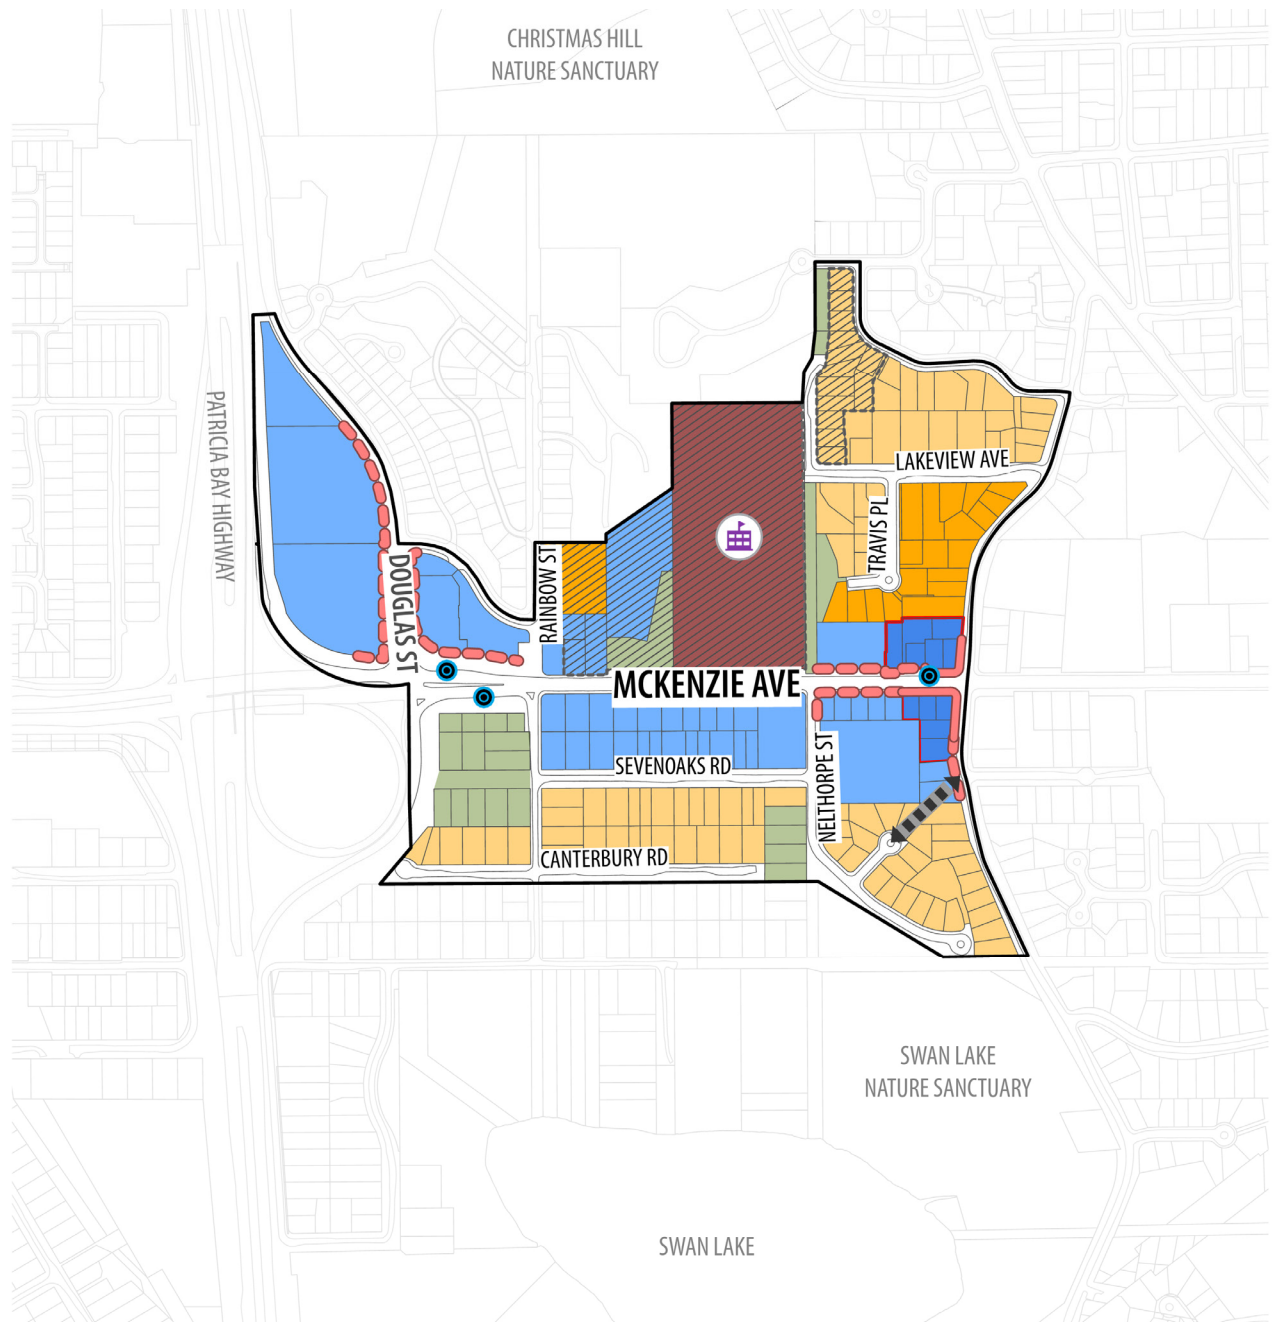 CHRISTMAS HILL
NATURE SANCTUARY
PATRICIA BAY HIGHWAY
LAKEVIEW AVE
TRAVIS PL
DOUGLAS ST
RAINBOW ST
MCKENZIE AVE
SEVENOAKS RD
NELTHORPE ST
CANTERBURY RD
SWAN LAKE
NATURE SANCTUARY
SWAN LAKE